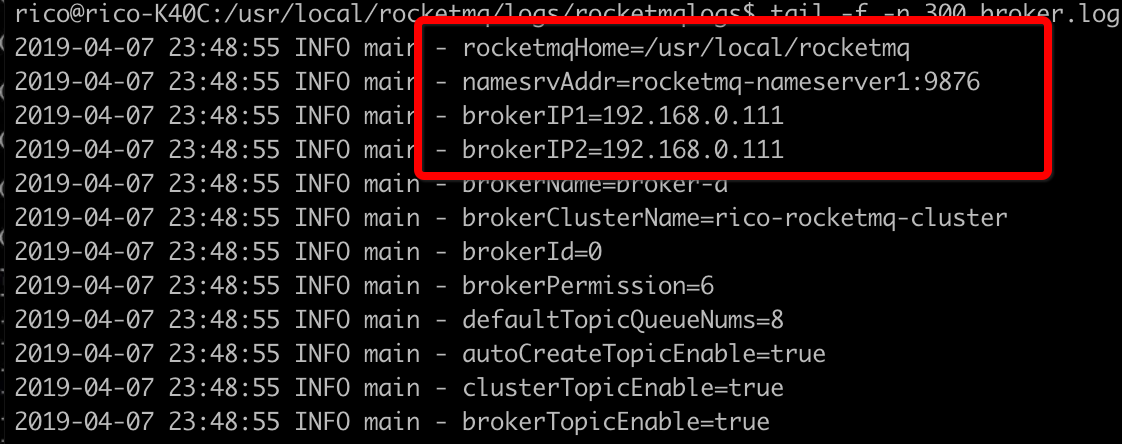 rico@rico-K40C:/usr/local/rocketmq/logs/rocketmqlogs$ tail -f -n 300 broker.log
2019-04-07 23:48:55 INFO main - rocketmqHome=/usr/local/rocketmq
2019-04-07 23:48:55 INFO main - namesrvAddr=rocketmq-nameserver1:9876
2019-04-07 23:48:55 INFO main - brokerIP1=192.168.0.111
2019-04-07 23:48:55 INFO main - brokerIP2=192.168.0.111
2019-04-07 23:48:55 INFO main - brokerName=broker-a
2019-04-07 23:48:55 INFO main - brokerClusterName=rico-rocketmq-cluster
2019-04-07 23:48:55 INFO main - brokerId=0
2019-04-07 23:48:55 INFO main - brokerPermission=6
2019-04-07 23:48:55 INFO main - defaultTopicQueueNums=8
2019-04-07 23:48:55 INFO main - autoCreateTopicEnable=true
2019-04-07 23:48:55 INFO main - clusterTopicEnable=true
2019-04-07 23:48:55 INFO main - brokerTopicEnable=true